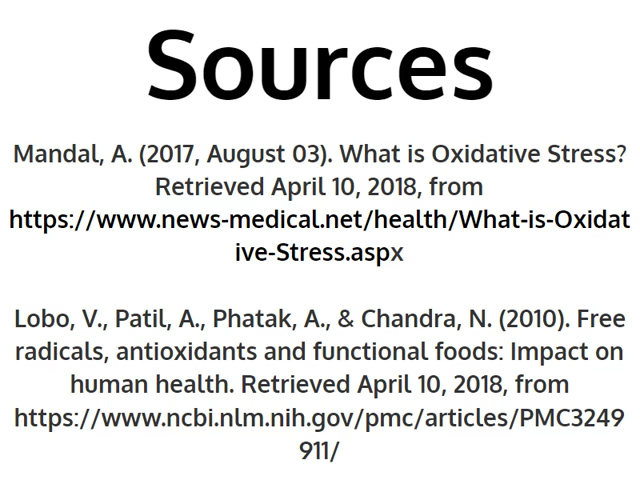 Sources
Mandal, A. (2017, August 03). What is Oxidative Stress?
Retrieved April 10, 2018, from
https://www.news-medical.net/health/What-is-Oxidat
ive-Stress.aspx
Lobo, V., Patil, A., Phatak, A., & Chandra, N. (2010). Free
radicals, antioxidants and functional foods: Impact on
human health. Retrieved April 10, 2018, from
https://www.ncbi.nlm.nih.gov/pmc/articles/PMC3249
911/